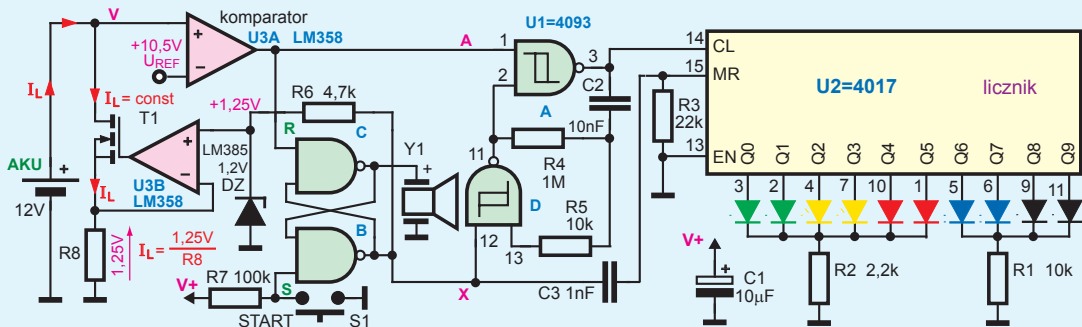 komparator
V
U3A
LM358
+10,5V
UREF
IL
IL = const
T1
+1,25V
R6 4,7k
LM385
1,2V
DZ
AKU
12V
IL
U3B
LM358
R8
1,25V
IL = 1,25V
R8
R
C
Y1
B
S
V+
R7 100k
START
S1
X
A
U1=4093
1
2
3
A
C2
10nF
R4
1M
11
D
12
13
R5
10k
C3 1nF
R3
22k
14
CL
15
MR
13
EN
U2=4017
licznik
Q0
Q1
Q2
Q3
Q4
Q5
Q6
Q7
Q8
Q9
3
2
4
7
10
1
5
6
9
11
V+
C1
10µF
R2 2,2k
R1 10k